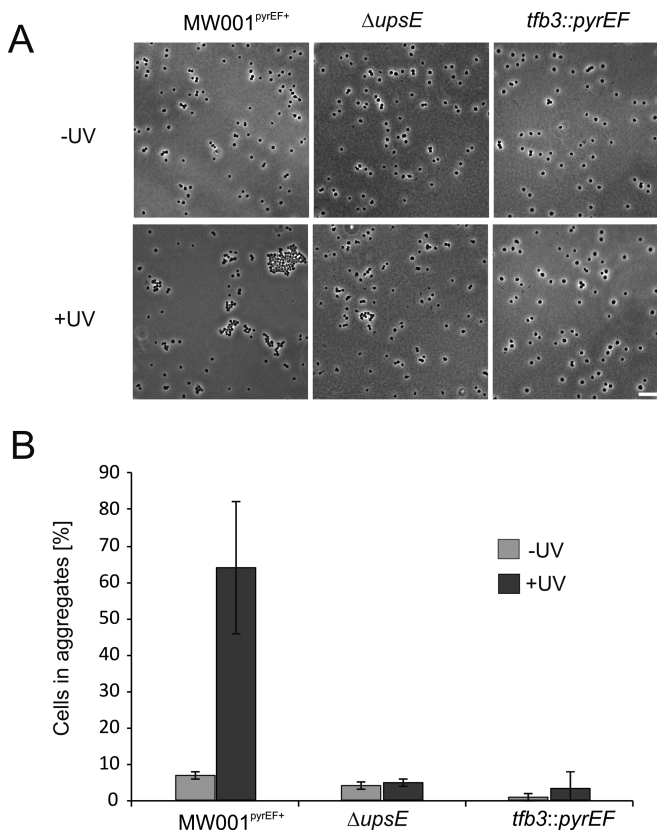 A
MW001pyrEF+
ΔupsE
tfb3::pyrEF
-UV
+UV
B
Cells in aggregates [%]
90
80
70
60
50
40
30
20
10
0
-UV
+UV
MW001pyrEF+
ΔupsE
tfb3::pyrEF